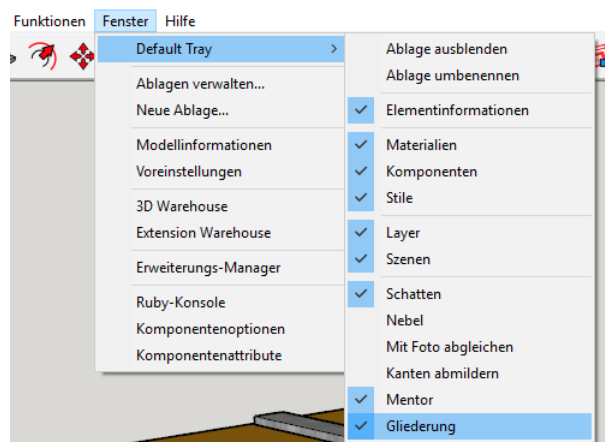 Funktionen Fenster Hilfe
Default Tray
Ablagen verwalten...
Neue Ablage...
Modellinformationen
Voreinstellungen
3D Warehouse
Extension Warehouse
Erweiterungs-Manager
Ruby-Konsole
Komponentenoptionen
Komponentenattribute
Ablage ausblenden
Ablage umbenennen
Elementinformationen
Materialien
Komponenten
Stile
Layer
Szenen
Schatten
Nebel
Mit Foto abgleichen
Kanten abmildern
Mentor
Gliederung